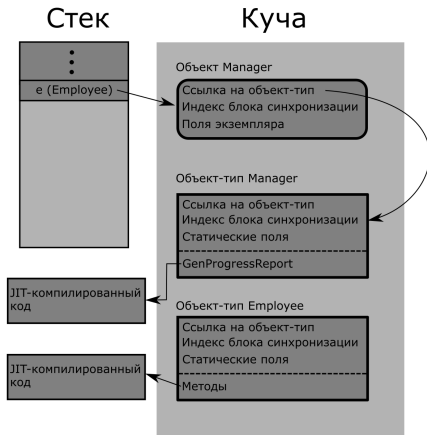 Стек
Куча
e (Employee)
Объект Manager
Ссылка на объект-тип
Индекс блока синхронизации
Поля экземпляра
Объект-тип Manager
Ссылка на объект-тип
Индекс блока синхронизации
Статические поля
GenProgressReport
JIT-компилированный
код
Объект-тип Employee
Ссылка на объект-тип
Индекс блока синхронизации
Статические поля
Методы
JIT-компилированный
код